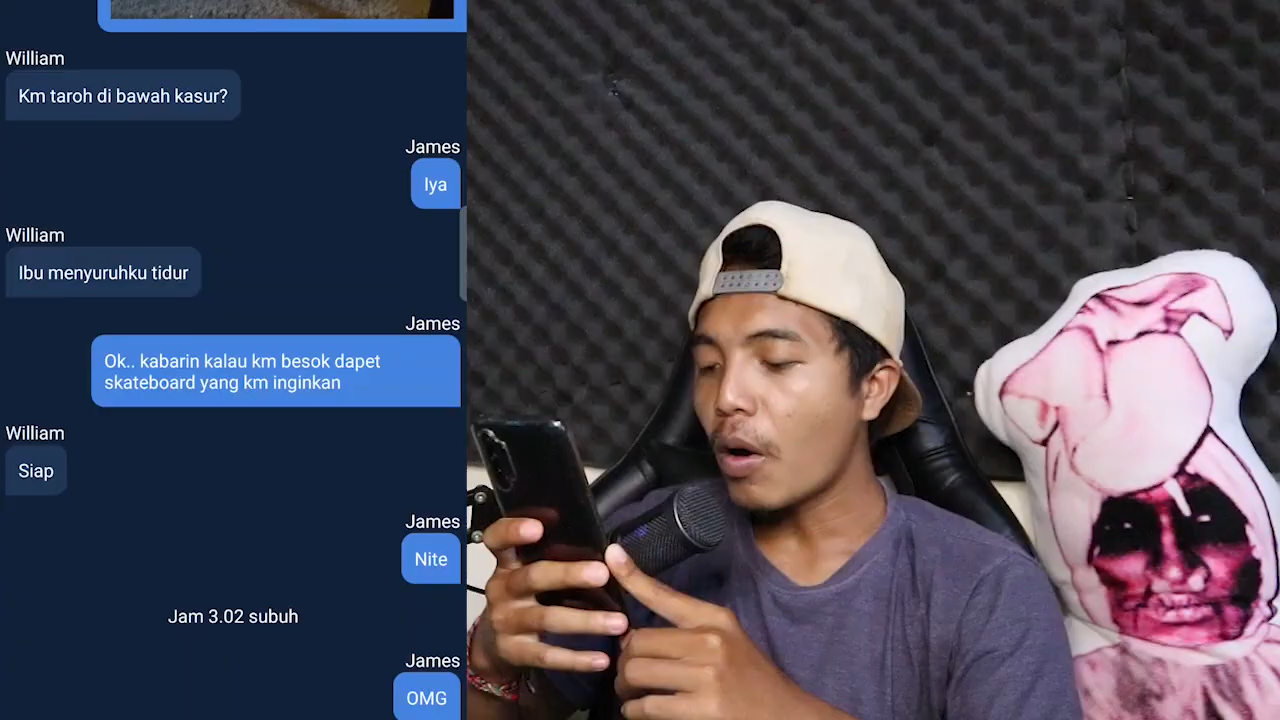 William
Km taroh di bawah kasur?
James
Iya
William
Ibu menyuruhku tidur
James
Ok.. kabarin kalau km besok dapet
skateboard yang km inginkan
William
Siap
James
Nite
Jam 3.02 subuh
James
OMG